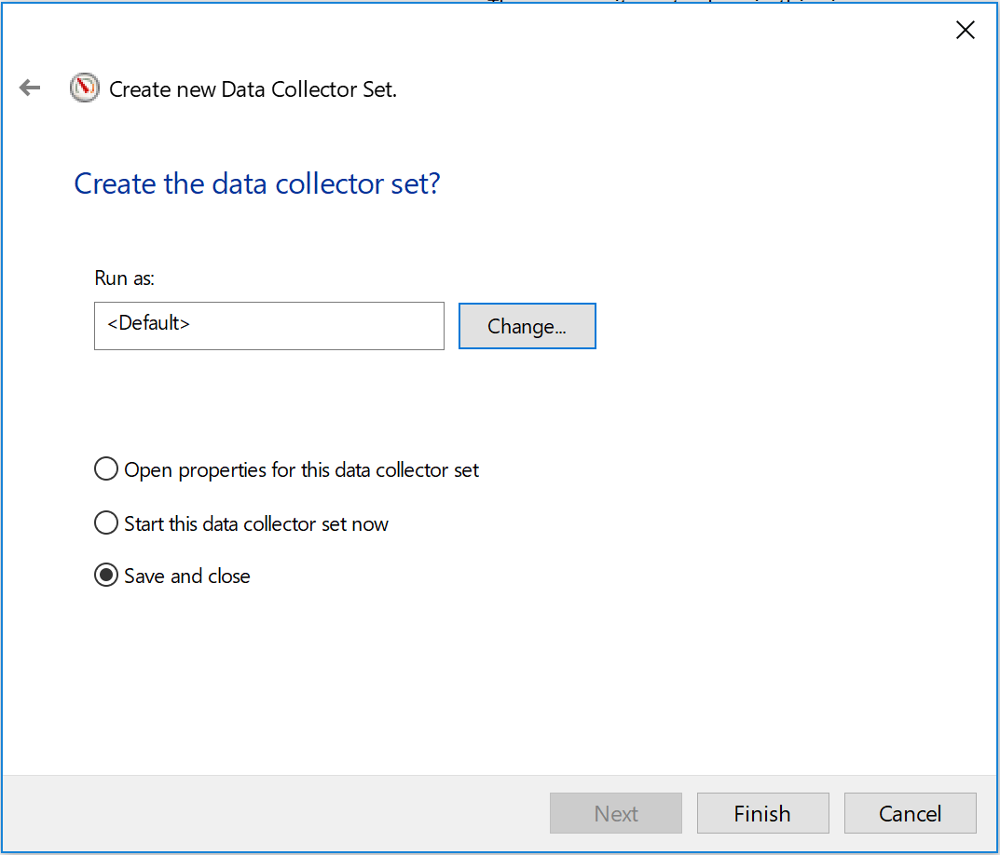 Create new Data Collector Set.
Create the data collector set?
Run as:
<Default>
Change...
Open properties for this data collector set
Start this data collector set now
Save and close
Next
Finish
Cancel